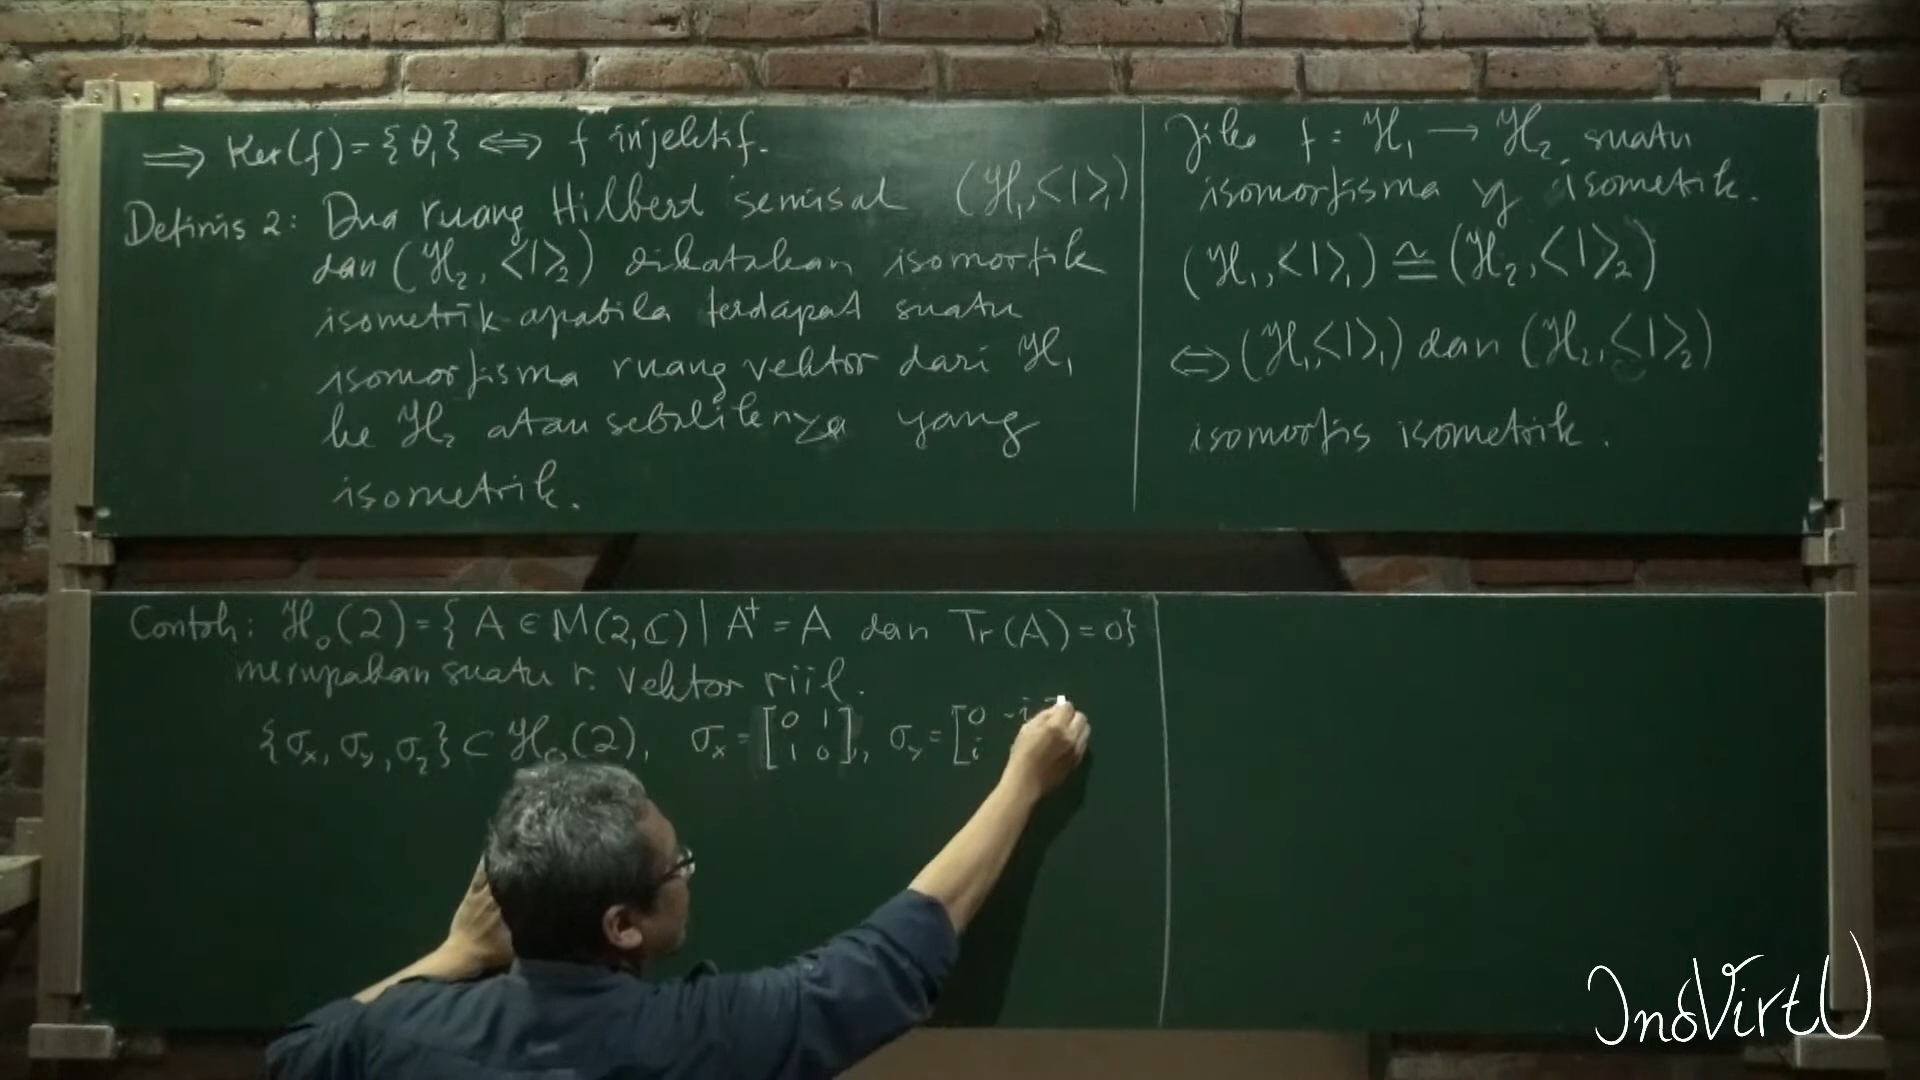 ⇒ Ker(f) = {θ₁} ⇔ f injektif.
Definisi 2: Dua ruang Hilbert semisal (ℋ₁, <|>₁)
dan (ℋ₂, <|>₂) dikatakan isomorfik
isometrik apabila terdapat suatu
isomorfisma ruang vektor dari ℋ₁
ke ℋ₂ atau sebaliknya yang
isometrik.
Jika f : ℋ₁ → ℋ₂ suatu
isomorfisma yg isometrik.
(ℋ₁, <|>₁) ≅ (ℋ₂, <|>₂)
⇔ (ℋ₁, <|>₁) dan (ℋ₂, <|>₂)
isomorfis isometrik.
Contoh: ℋ₀(2) = { A ∈ M(2,ℂ) | A† = A dan Tr(A) = 0}
merupakan suatu r. vektor riil.
{σₓ, σᵧ, σ_z} ⊂ ℋ₀(2), σₓ = [0 1; 1 0], σᵧ = [0 -i; i
InoVirtU